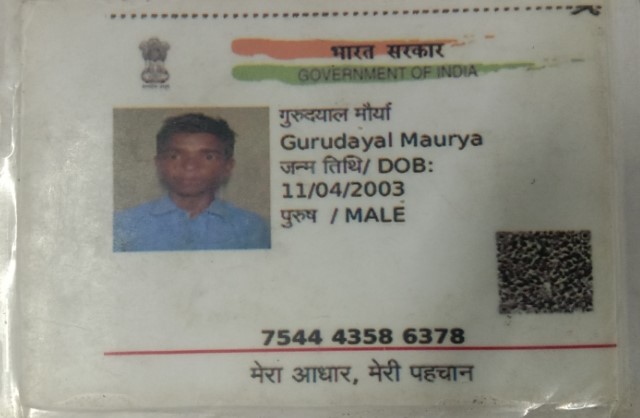 भारत सरकार
GOVERNMENT OF INDIA
गुरुदयाल मौर्या
Gurudayal Maurya
जन्म तिथि/ DOB:
11/04/2003
पुरुष / MALE
7544 4358 6378
मेरा आधार, मेरी पहचान